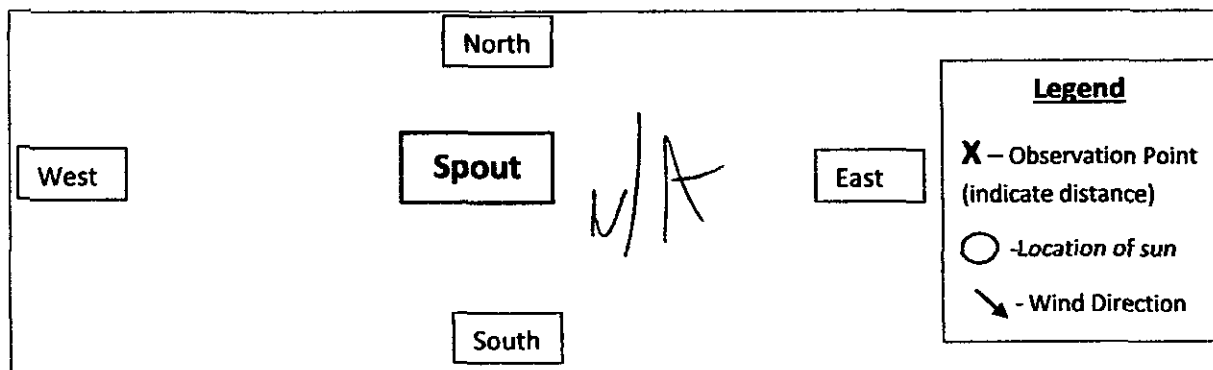 North
Legend
West
Spout
N/A
East
X – Observation Point
(indicate distance)
-Location of sun
- Wind Direction
South